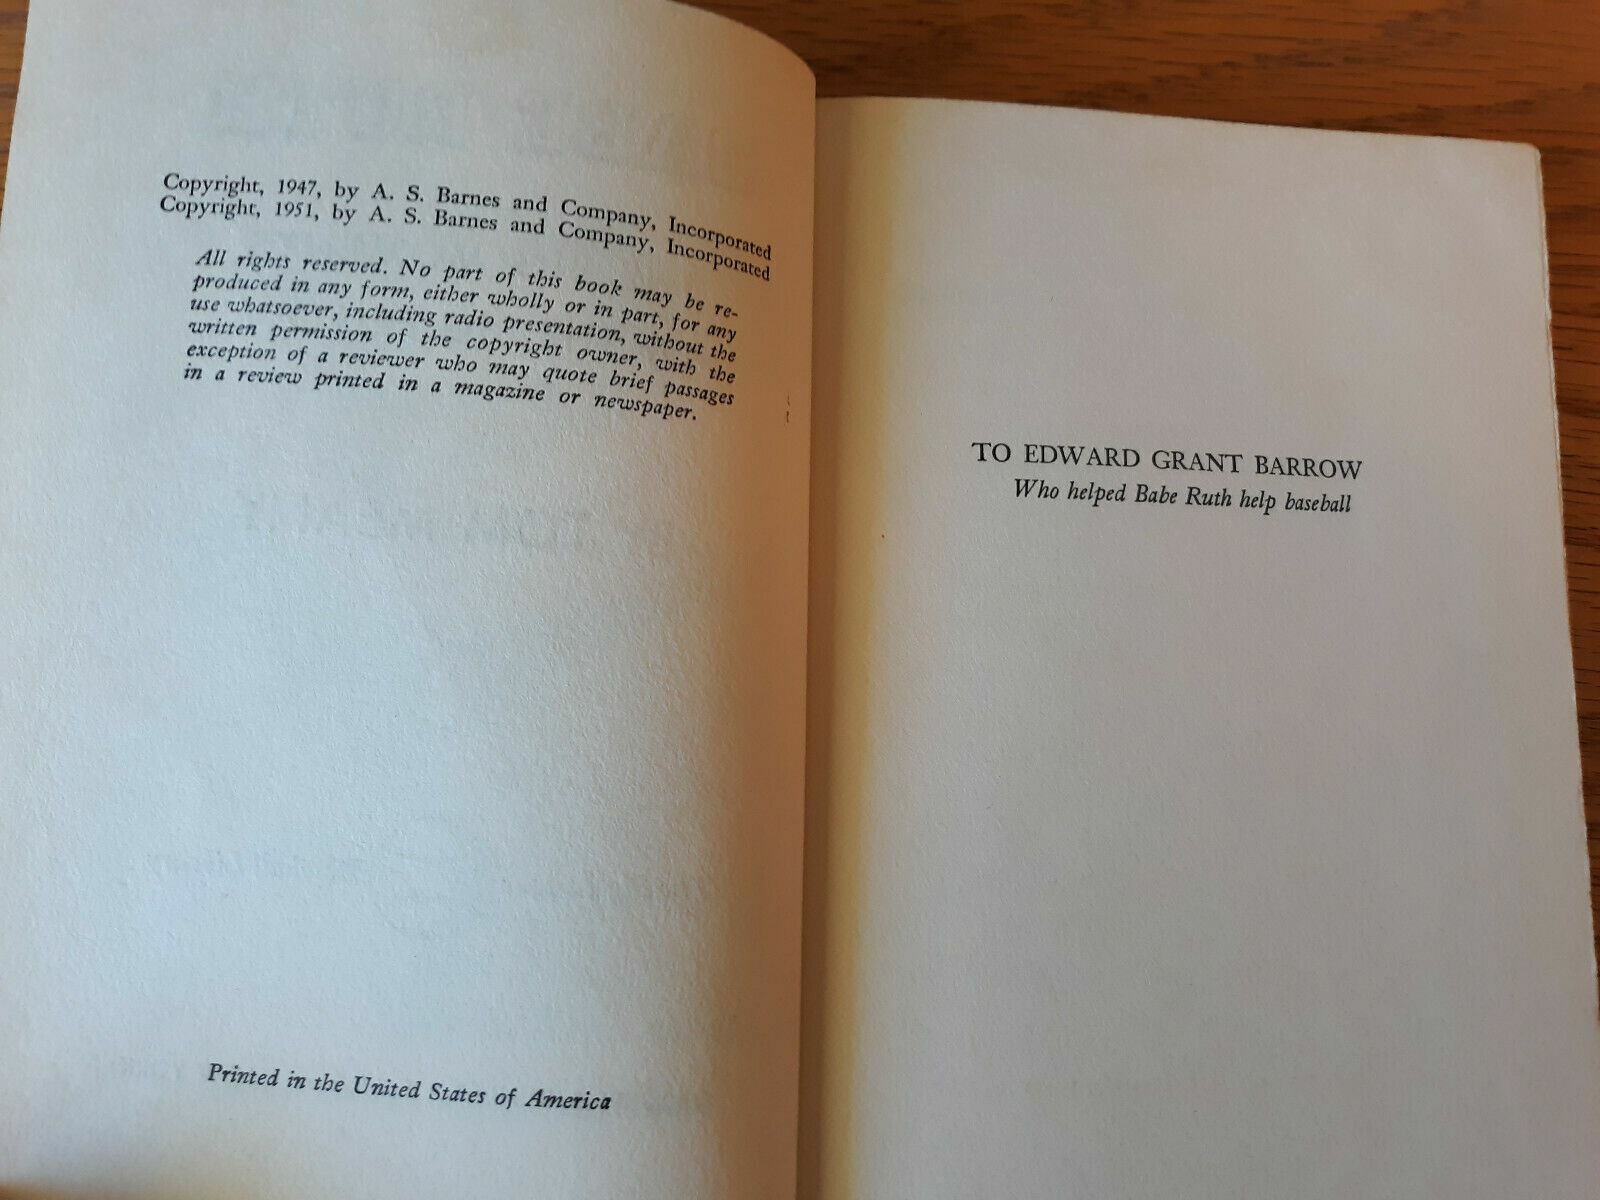 Copyright, 1947, by A. S. Barnes and Company, Incorporated
Copyright, 1951, by A. S. Barnes and Company, Incorporated
All rights reserved. No part of this book may be re-
produced in any form, either wholly or in part, for any
use whatsoever, including radio presentation, without the
written permission of the copyright owner, with the
exception of a reviewer who may quote brief passages
in a review printed in a magazine or newspaper.
Printed in the United States of America
TO EDWARD GRANT BARROW
Who helped Babe Ruth help baseball